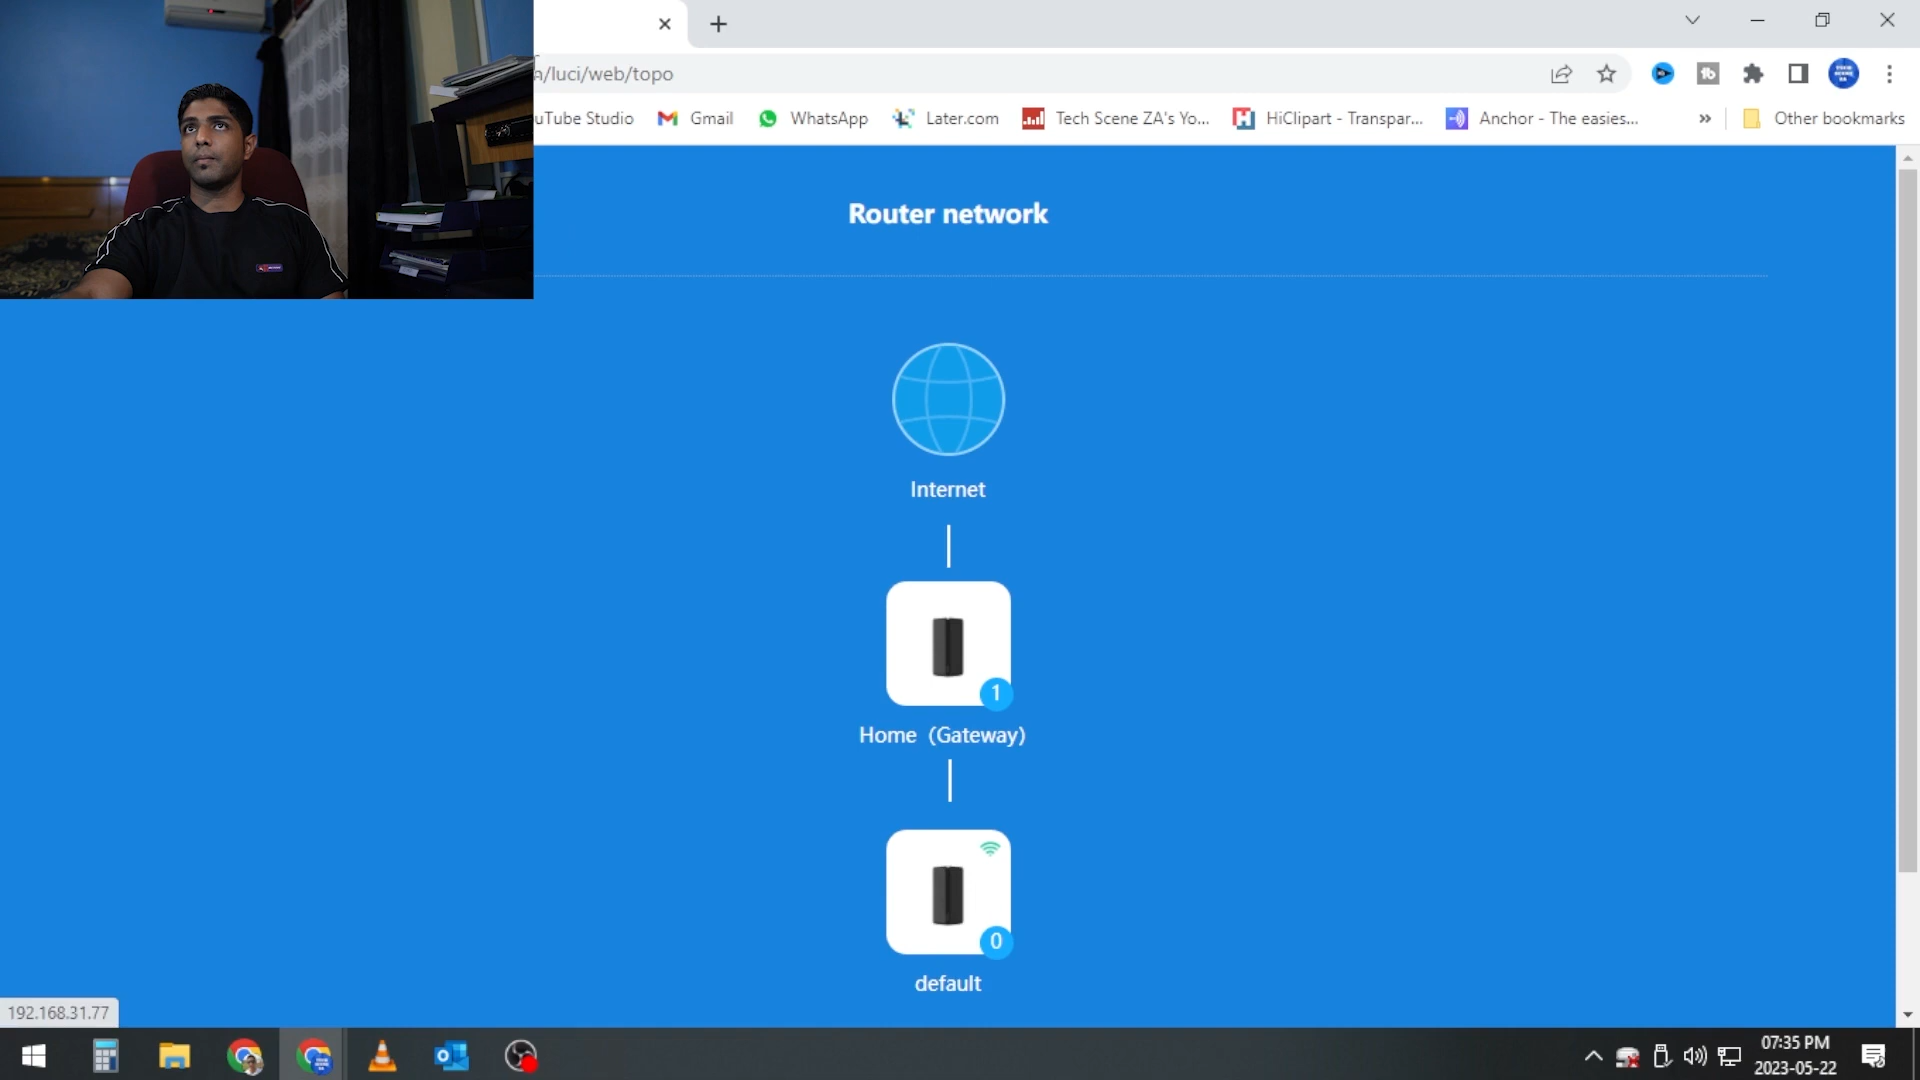 /luci/web/topo
uTube Studio
Gmail
WhatsApp
Later.com
Tech Scene ZA's Yo...
HiClipart - Transpar...
Anchor - The easies...
»
Other bookmarks
Router network
Internet
1
Home (Gateway)
0
default
192.168.31.77
07:35 PM
2023-05-22